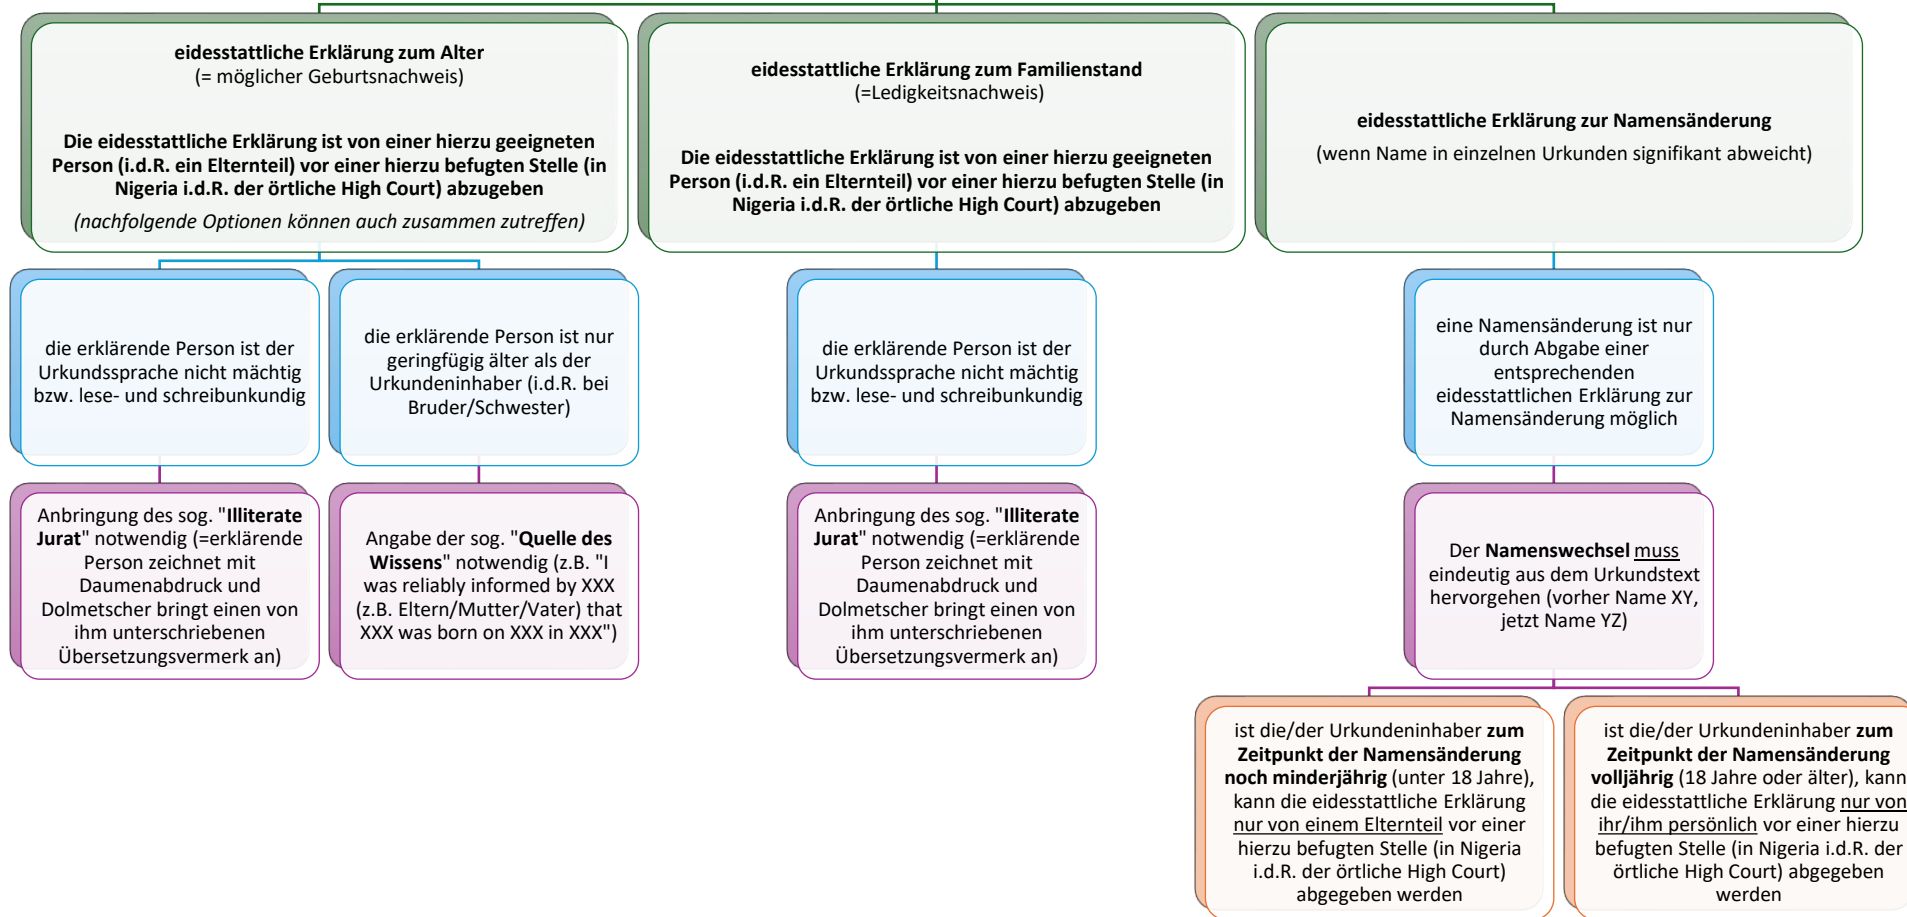 eidesstattliche Erklärung zum Alter
(= möglicher Geburtsnachweis)
Die eidesstattliche Erklärung ist von einer hierzu geeigneten
Person (i.d.R. ein Elternteil) vor einer hierzu befugten Stelle (in
Nigeria i.d.R. der örtliche High Court) abzugeben
(nachfolgende Optionen können auch zusammen zutreffen)
eidesstattliche Erklärung zum Familienstand
(=Ledigkeitsnachweis)
Die eidesstattliche Erklärung ist von einer hierzu geeigneten
Person (i.d.R. ein Elternteil) vor einer hierzu befugten Stelle (in
Nigeria i.d.R. der örtliche High Court) abzugeben
eidesstattliche Erklärung zur Namensänderung
(wenn Name in einzelnen Urkunden signifikant abweicht)
die erklärende Person ist der
Urkundssprache nicht mächtig
bzw. lese- und schreibunkundig
die erklärende Person ist nur
geringfügig älter als der
Urkundeninhaber (i.d.R. bei
Bruder/Schwester)
die erklärende Person ist der
Urkundssprache nicht mächtig
bzw. lese- und schreibunkundig
eine Namensänderung ist nur
durch Abgabe einer
entsprechenden
eidesstattlichen Erklärung zur
Namensänderung möglich
Anbringung des sog. "Illiterate
Jurat" notwendig (=erklärende
Person zeichnet mit
Daumenabdruck und
Dolmetscher bringt einen von
ihm unterschriebenen
Übersetzungsvermerk an)
Angabe der sog. "Quelle des
Wissens" notwendig (z.B. "I
was reliably informed by XXX
(z.B. Eltern/Mutter/Vater) that
XXX was born on XXX in XXX")
Anbringung des sog. "Illiterate
Jurat" notwendig (=erklärende
Person zeichnet mit
Daumenabdruck und
Dolmetscher bringt einen von
ihm unterschriebenen
Übersetzungsvermerk an)
Der Namenswechsel muss
eindeutig aus dem Urkundstext
hervorgehen (vorher Name XY,
jetzt Name YZ)
ist die/der Urkundeninhaber zum
Zeitpunkt der Namensänderung
noch minderjährig (unter 18 Jahre),
kann die eidesstattliche Erklärung
nur von einem Elternteil vor einer
hierzu befugten Stelle (in Nigeria
i.d.R. der örtliche High Court)
abgegeben werden
ist die/der Urkundeninhaber zum
Zeitpunkt der Namensänderung
volljährig (18 Jahre oder älter), kann
die eidesstattliche Erklärung nur von
ihr/ihm persönlich vor einer hierzu
befugten Stelle (in Nigeria i.d.R. der
örtliche High Court) abgegeben
werden